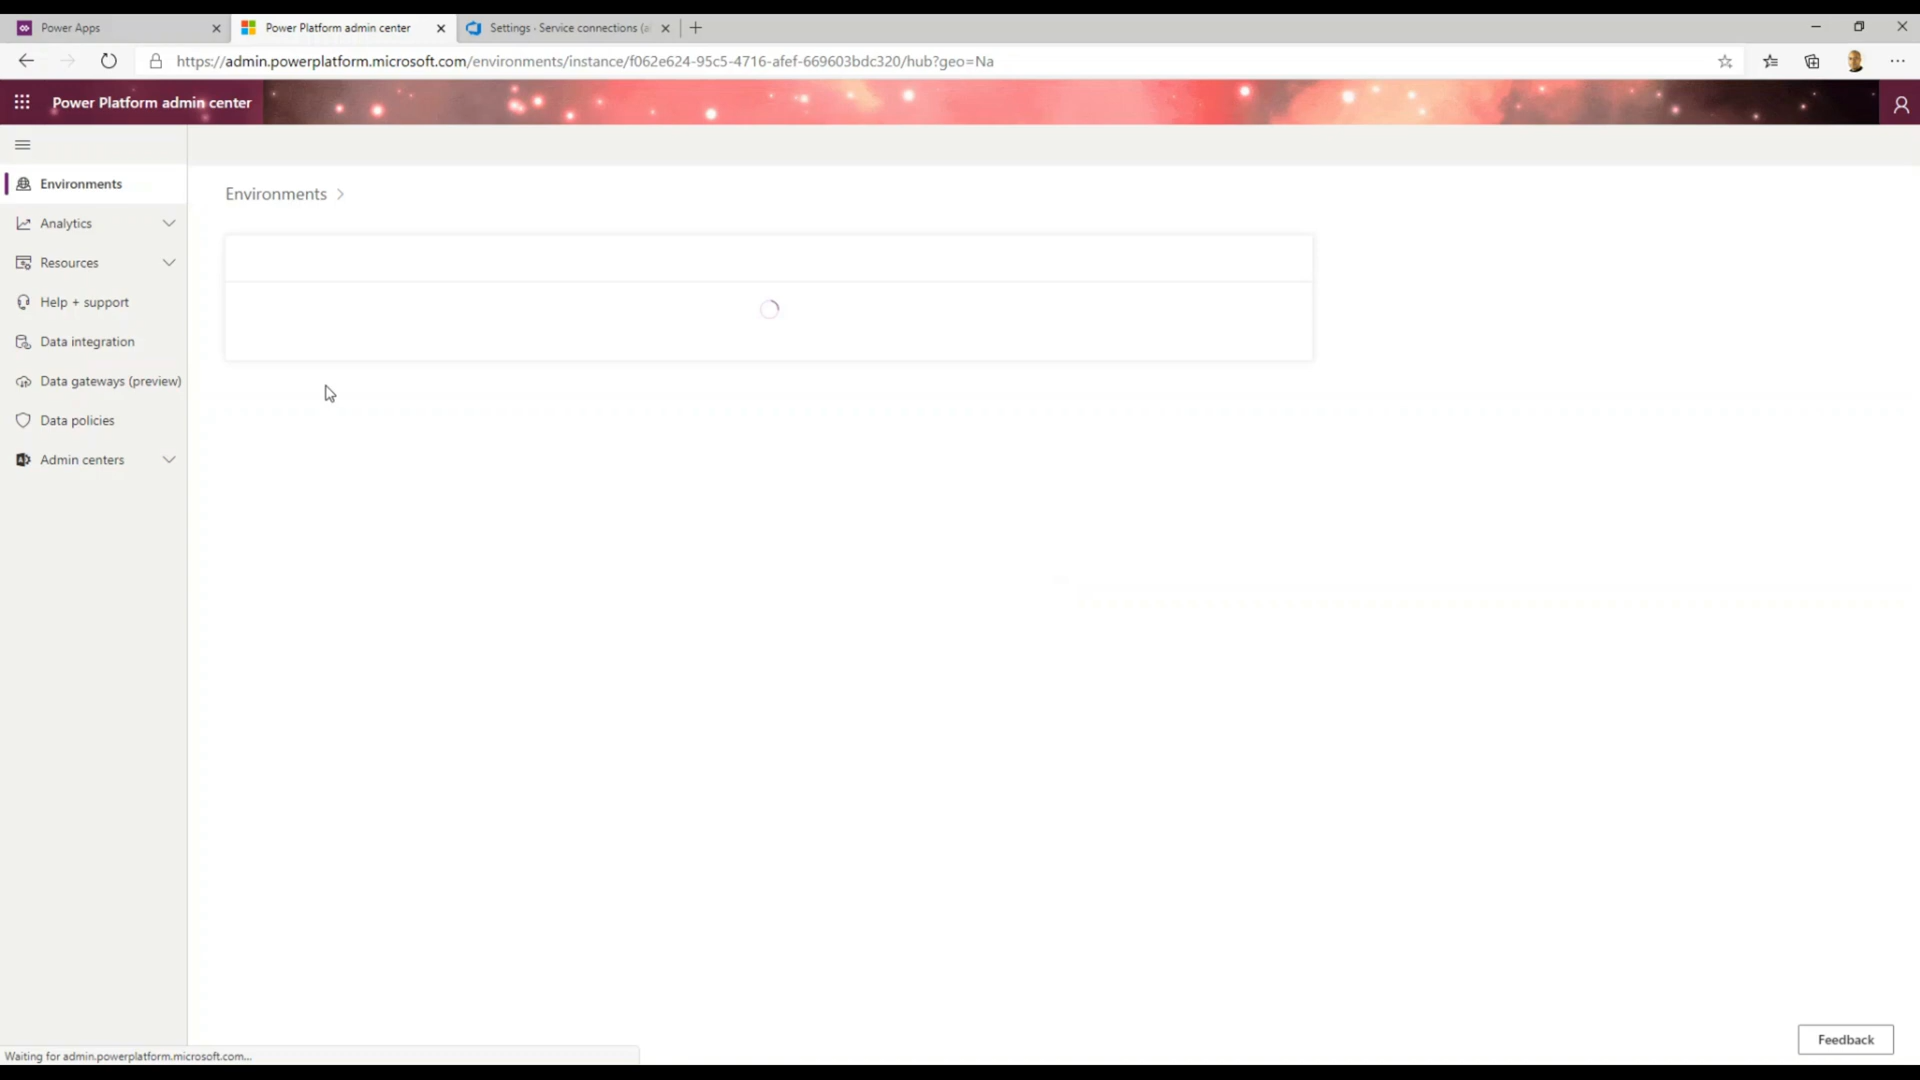 Power Apps
Power Platform admin center
Settings - Service connections (a
https://admin.powerplatform.microsoft.com/environments/instance/f062e624-95c5-4716-afef-669603bdc320/hub?geo=Na
Power Platform admin center
Environments
Analytics
Resources
Help + support
Data integration
Data gateways (preview)
Data policies
Admin centers
Environments
Feedback
Waiting for admin.powerplatform.microsoft.com...